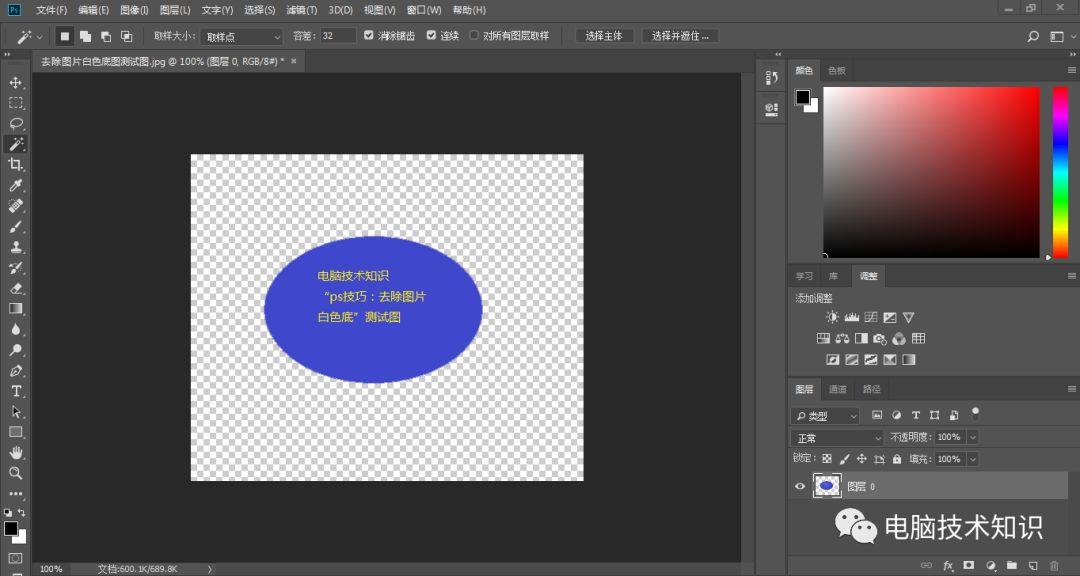 Ps 文件(F) 编辑(E) 图像(I) 图层(L) 文字(Y) 选择(S) 滤镜(T) 3D(D) 视图(V) 窗口(W) 帮助(H)
取样大小: 取样点 容差: 32 消除锯齿 连续 对所有图层取样 选择主体 选择并遮住 ...
去除图片白色底图测试图.jpg @ 100% (图层 0, RGB/8#) * ×
颜色 色板
电脑技术知识
“ps技巧：去除图片
白色底”测试图
学习 库 调整
添加调整
图层 通道 路径
类型
正常 不透明度: 100%
锁定: 填充: 100%
图层 0
电脑技术知识
fx
100% 文档:600.1K/689.8K